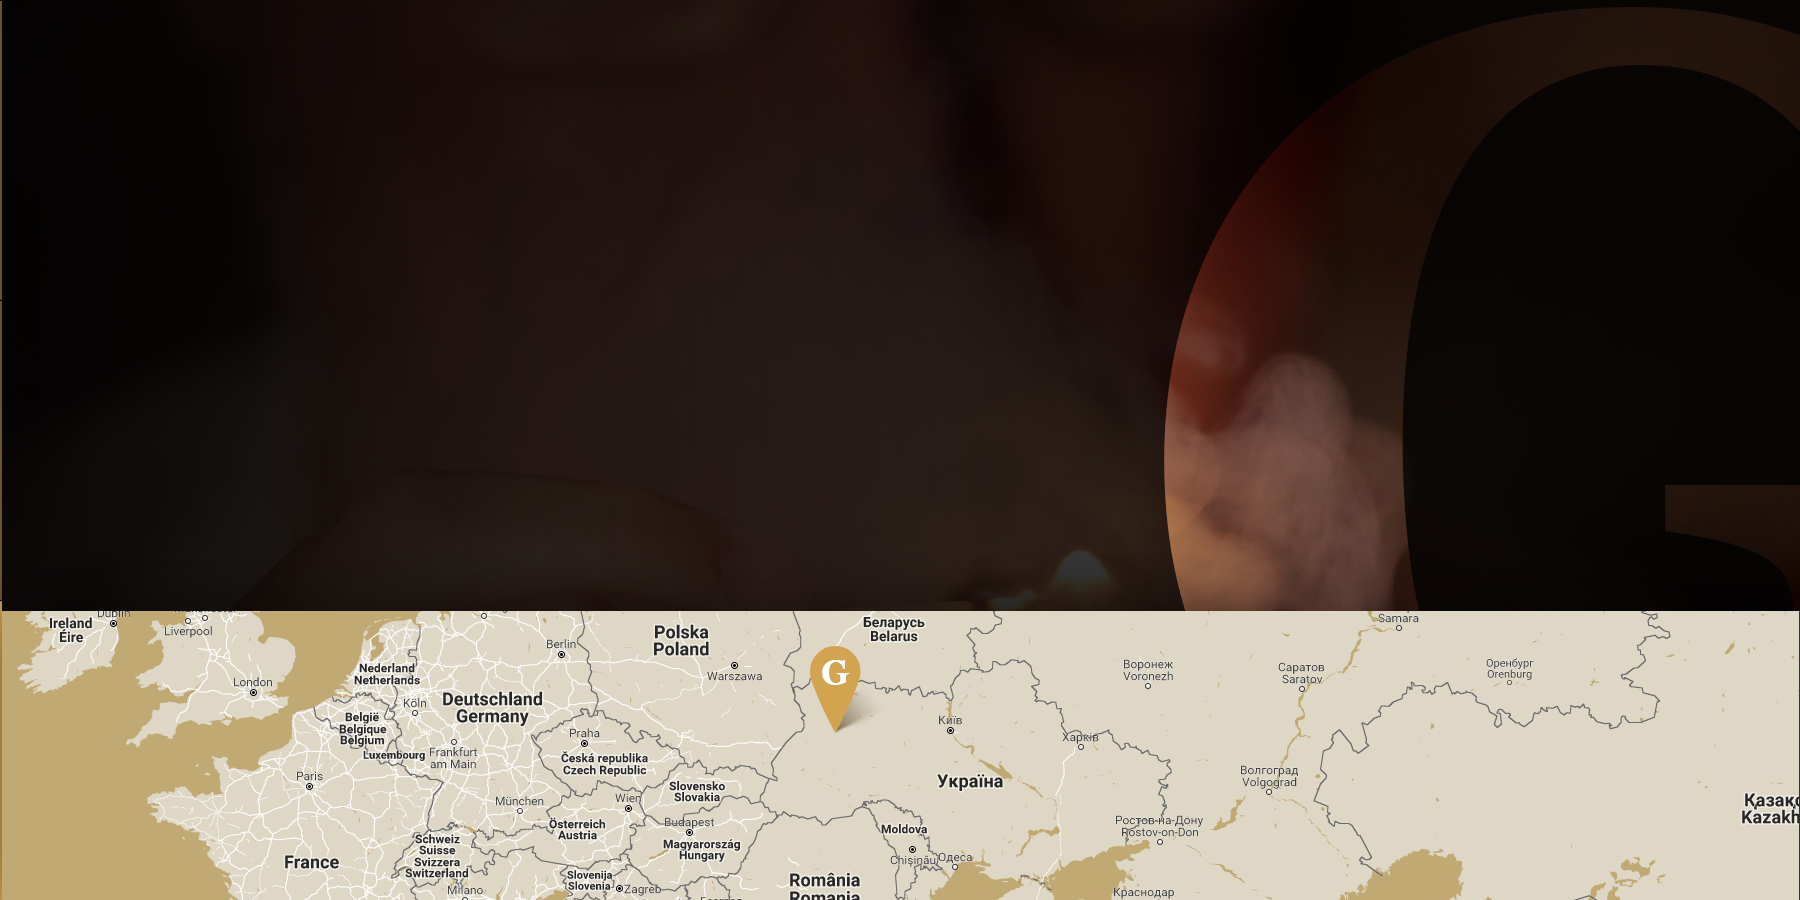 G
Dublin
Ireland
Éire
Liverpool
London
Nederland
Netherlands
België
Belgique
Belgium
Luxembourg
Köln
Deutschland
Germany
Berlin
Frankfurt
am Main
Paris
France
München
Praha
Česká republika
Czech Republic
Polska
Poland
Warszawa
Беларусь
Belarus
G
Київ
Україна
Харків
Воронеж
Voronezh
Samara
Саратов
Saratov
Оренбург
Orenburg
Волгоград
Volgograd
Ростов-на-Дону
Rostov-on-Don
Краснодар
Slovensko
Slovakia
Wien
Österreich
Austria
Budapest
Magyarország
Hungary
Schweiz
Suisse
Svizzera
Switzerland
Milano
Slovenija
Slovenia
Zagreb
Moldova
Chișinău
Одеса
România
Romania
Қазақ
Kazakh